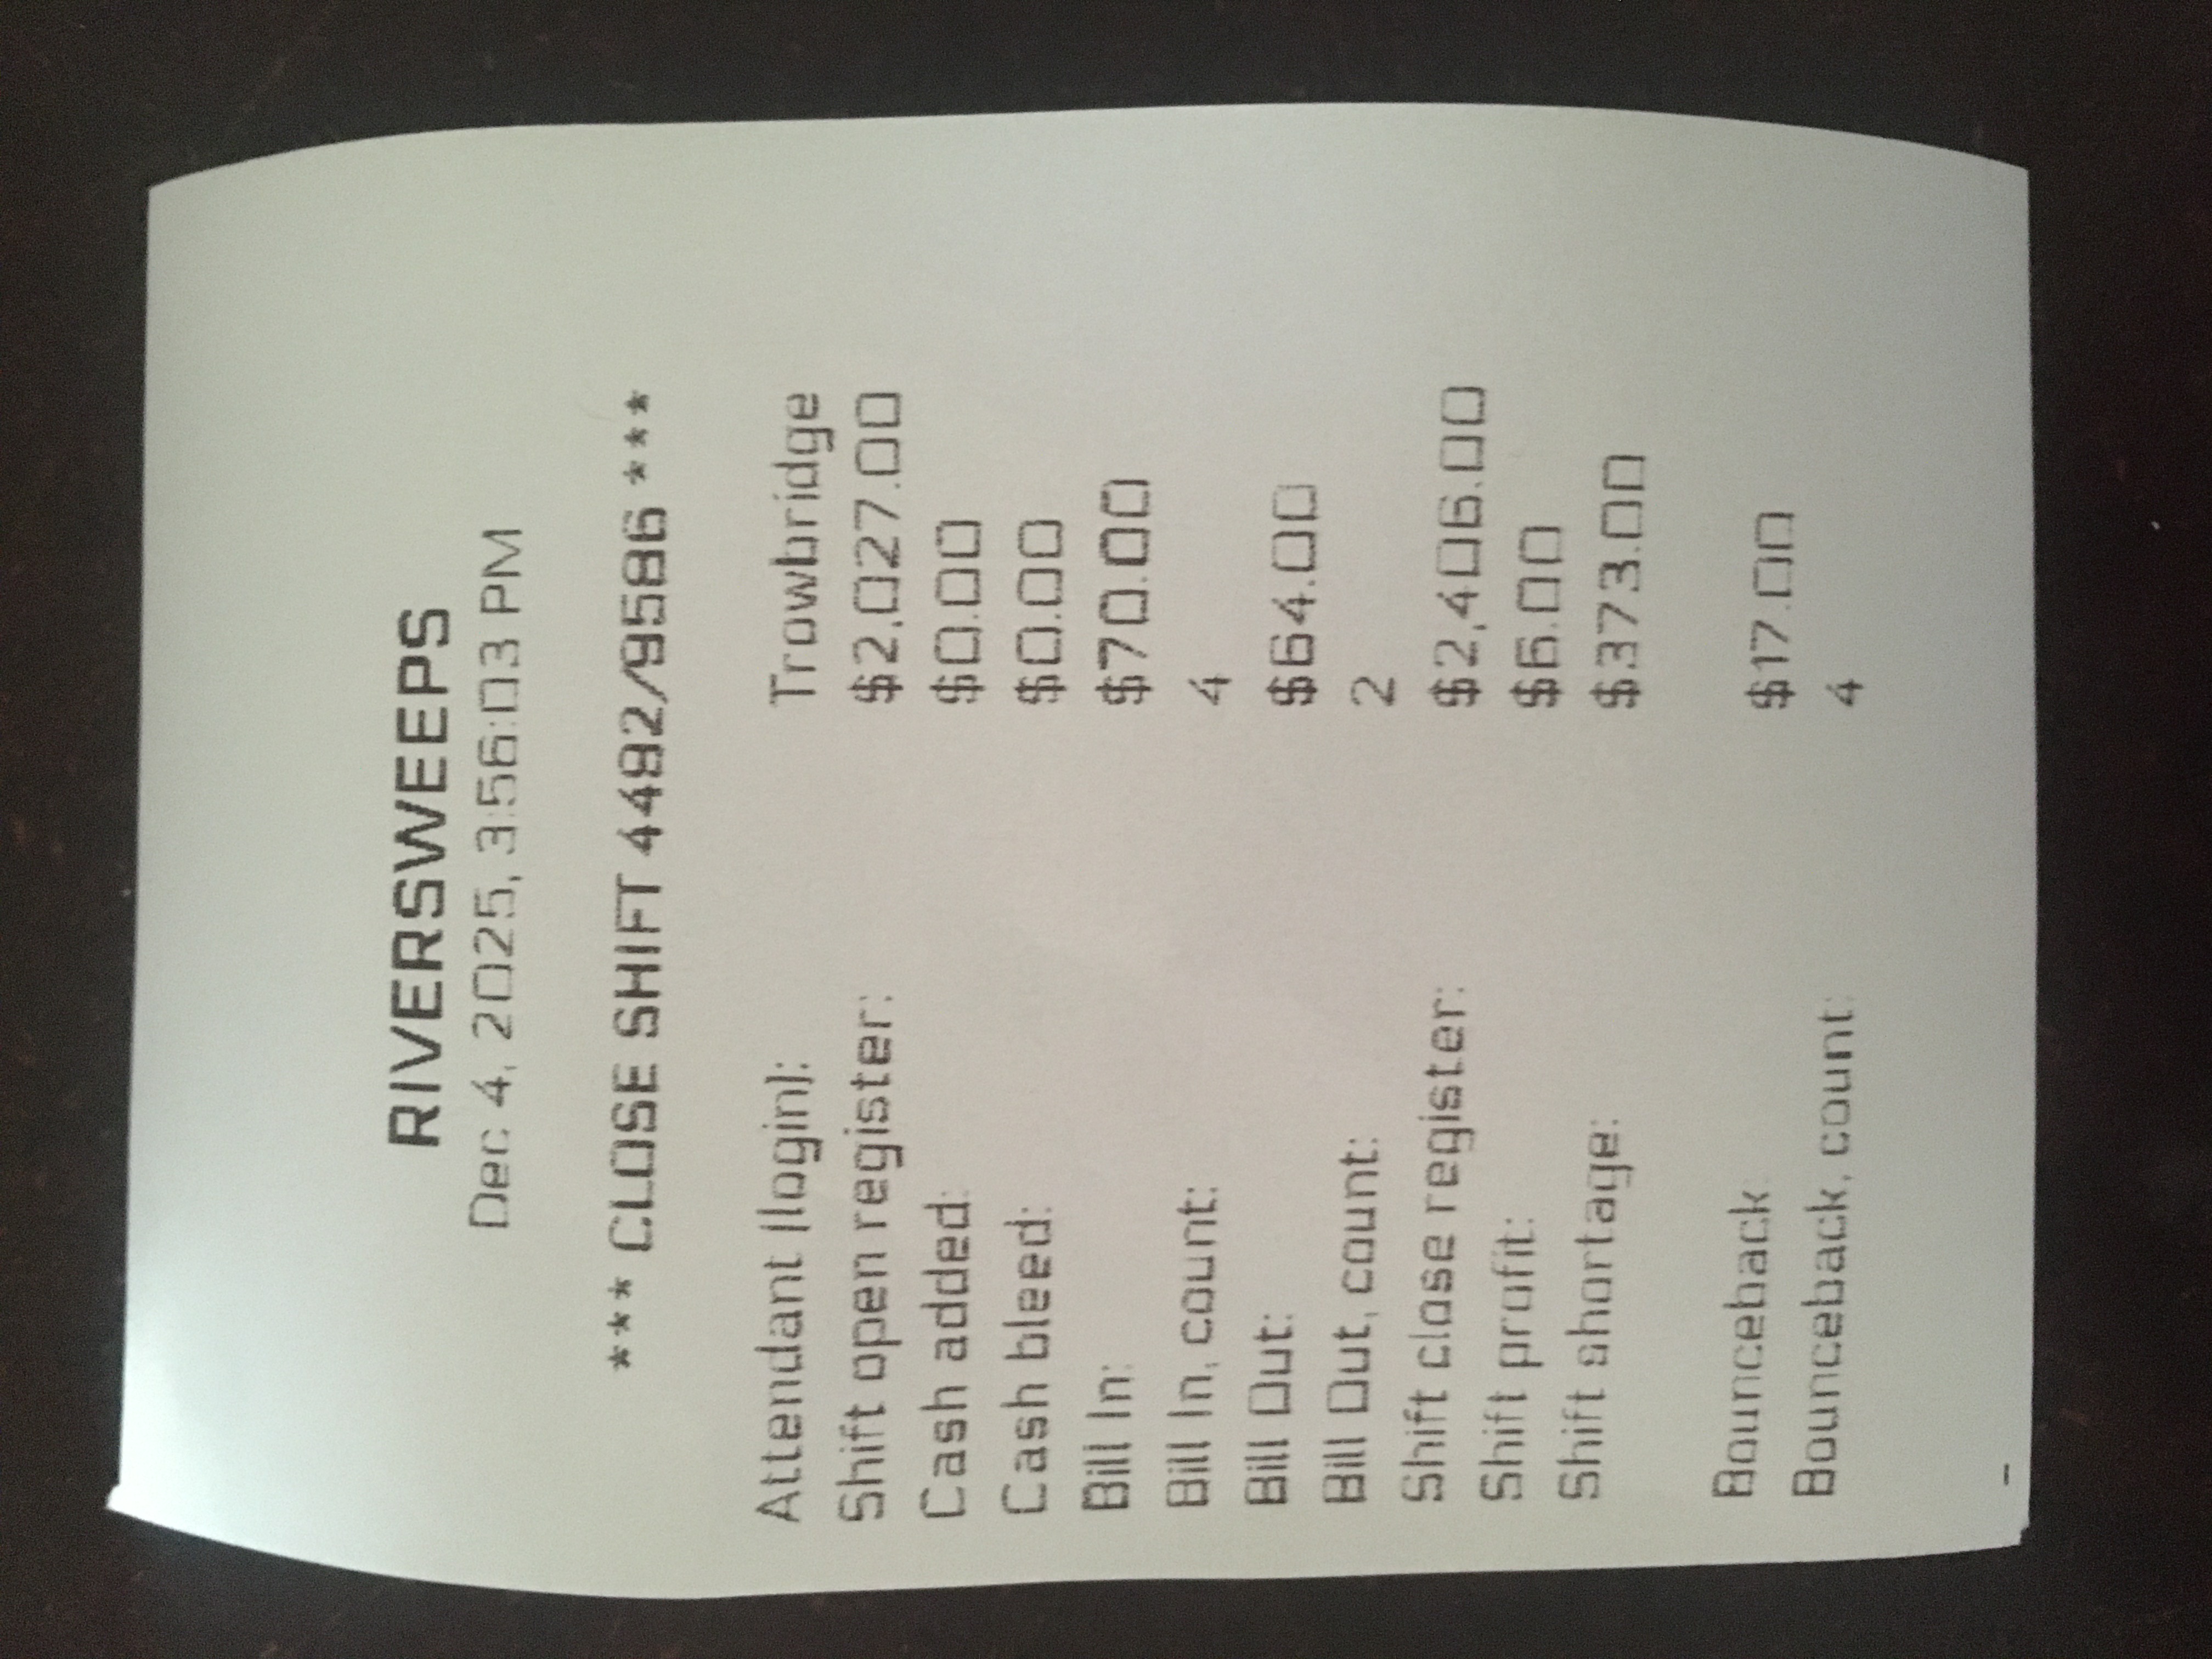 RIVERSWEEPS
Dec 4, 2025, 3:56:03 PM
*** CLOSE SHIFT 4492/9586 ***
Attendant (login): Trowbridge
Shift open register: $2,027.00
Cash added: $0.00
Cash bleed: $0.00
Bill In: $70.00
Bill In, count: 4
Bill Out: $64.00
Bill Out, count: 2
Shift close register: $2,406.00
Shift profit: $6.00
Shift shortage: $373.00
Bounceback: $17.00
Bounceback, count: 4